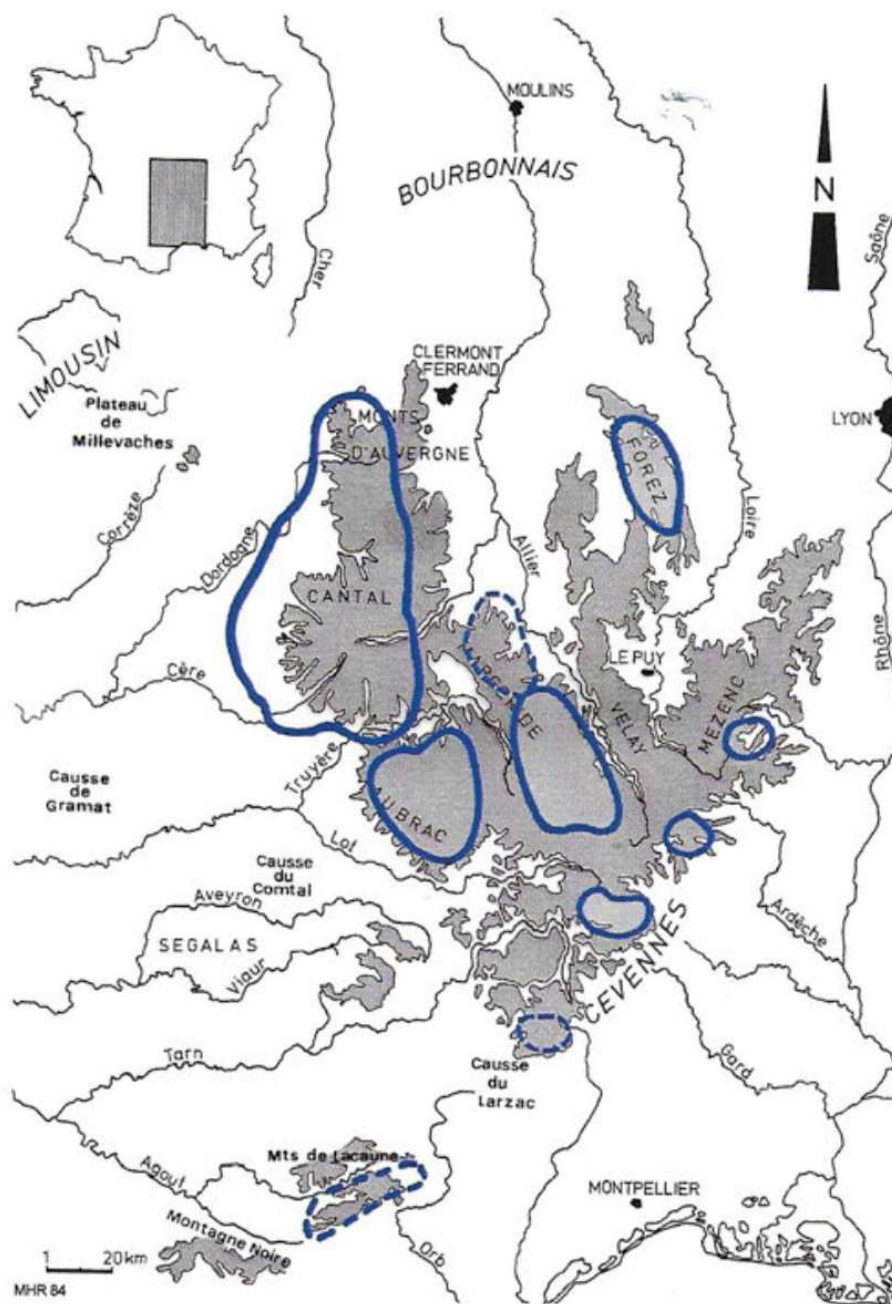 MOULINS
BOURBONNAIS
N
Cher
Saône
LIMOUSIN
CLERMONT
FERRAND
Plateau
de
Millevaches
MONTS
D'AUVERGNE
FOREZ
LYON
Corrèze
Dordogne
Loire
Allier
CANTAL
LE PUY
Rhône
Cère
VELAY
MEZENC
Truyère
Causse
de
Gramat
AUBRAC
Lot
Causse
du
Comtal
Aveyron
Ardèche
SEGALAS
Viaur
CEVENNES
Tarn
Gard
Causse
du
Larzac
Mts de Lacaune
Agout
MONTPELLIER
Montagne Noire
Orb
1 20km
MHR 84